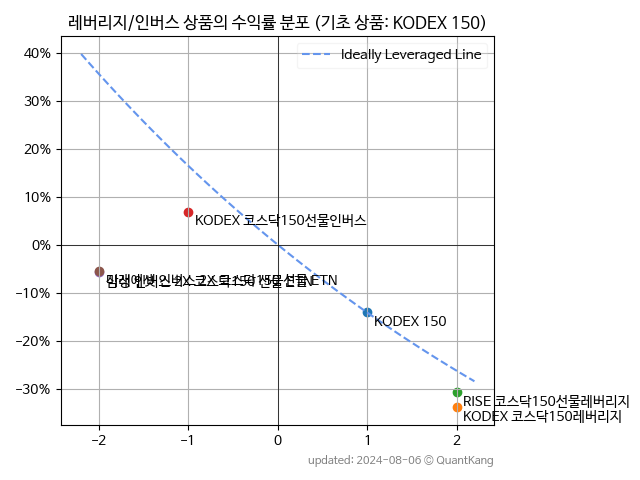 레버리지/인버스 상품의 수익률 분포 (기초 상품: KODEX 150)
Ideally Leveraged Line
40%
30%
20%
10%
KODEX 코스닥150선물인버스
0%
-10%
KODEX 150
-20%
-30%
RISE 코스닥150선물레버리지
KODEX 코스닥150레버리지
-2
-1
0
1
2
updated: 2024-08-06 © QuantKang